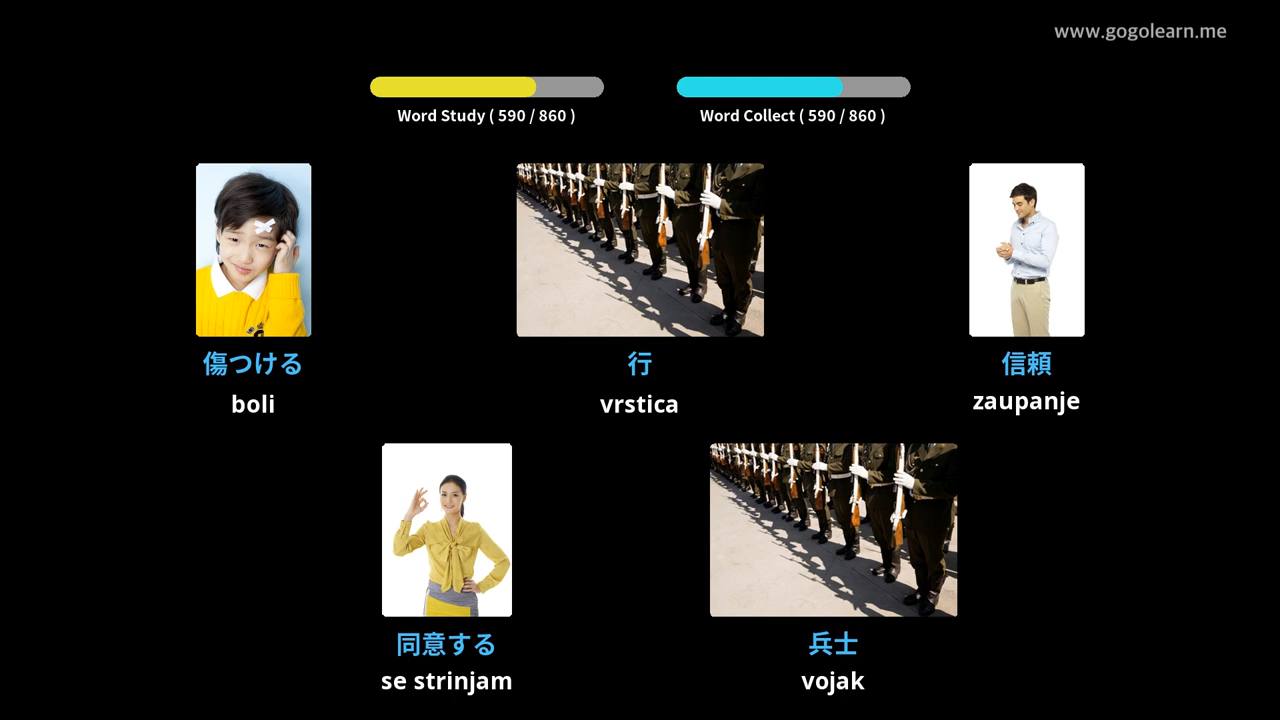 www.gogolearn.me
Word Study ( 590 / 860 )
Word Collect ( 590 / 860 )
傷つける
boli
行
vrstica
信頼
zaupanje
同意する
se strinjam
兵士
vojak